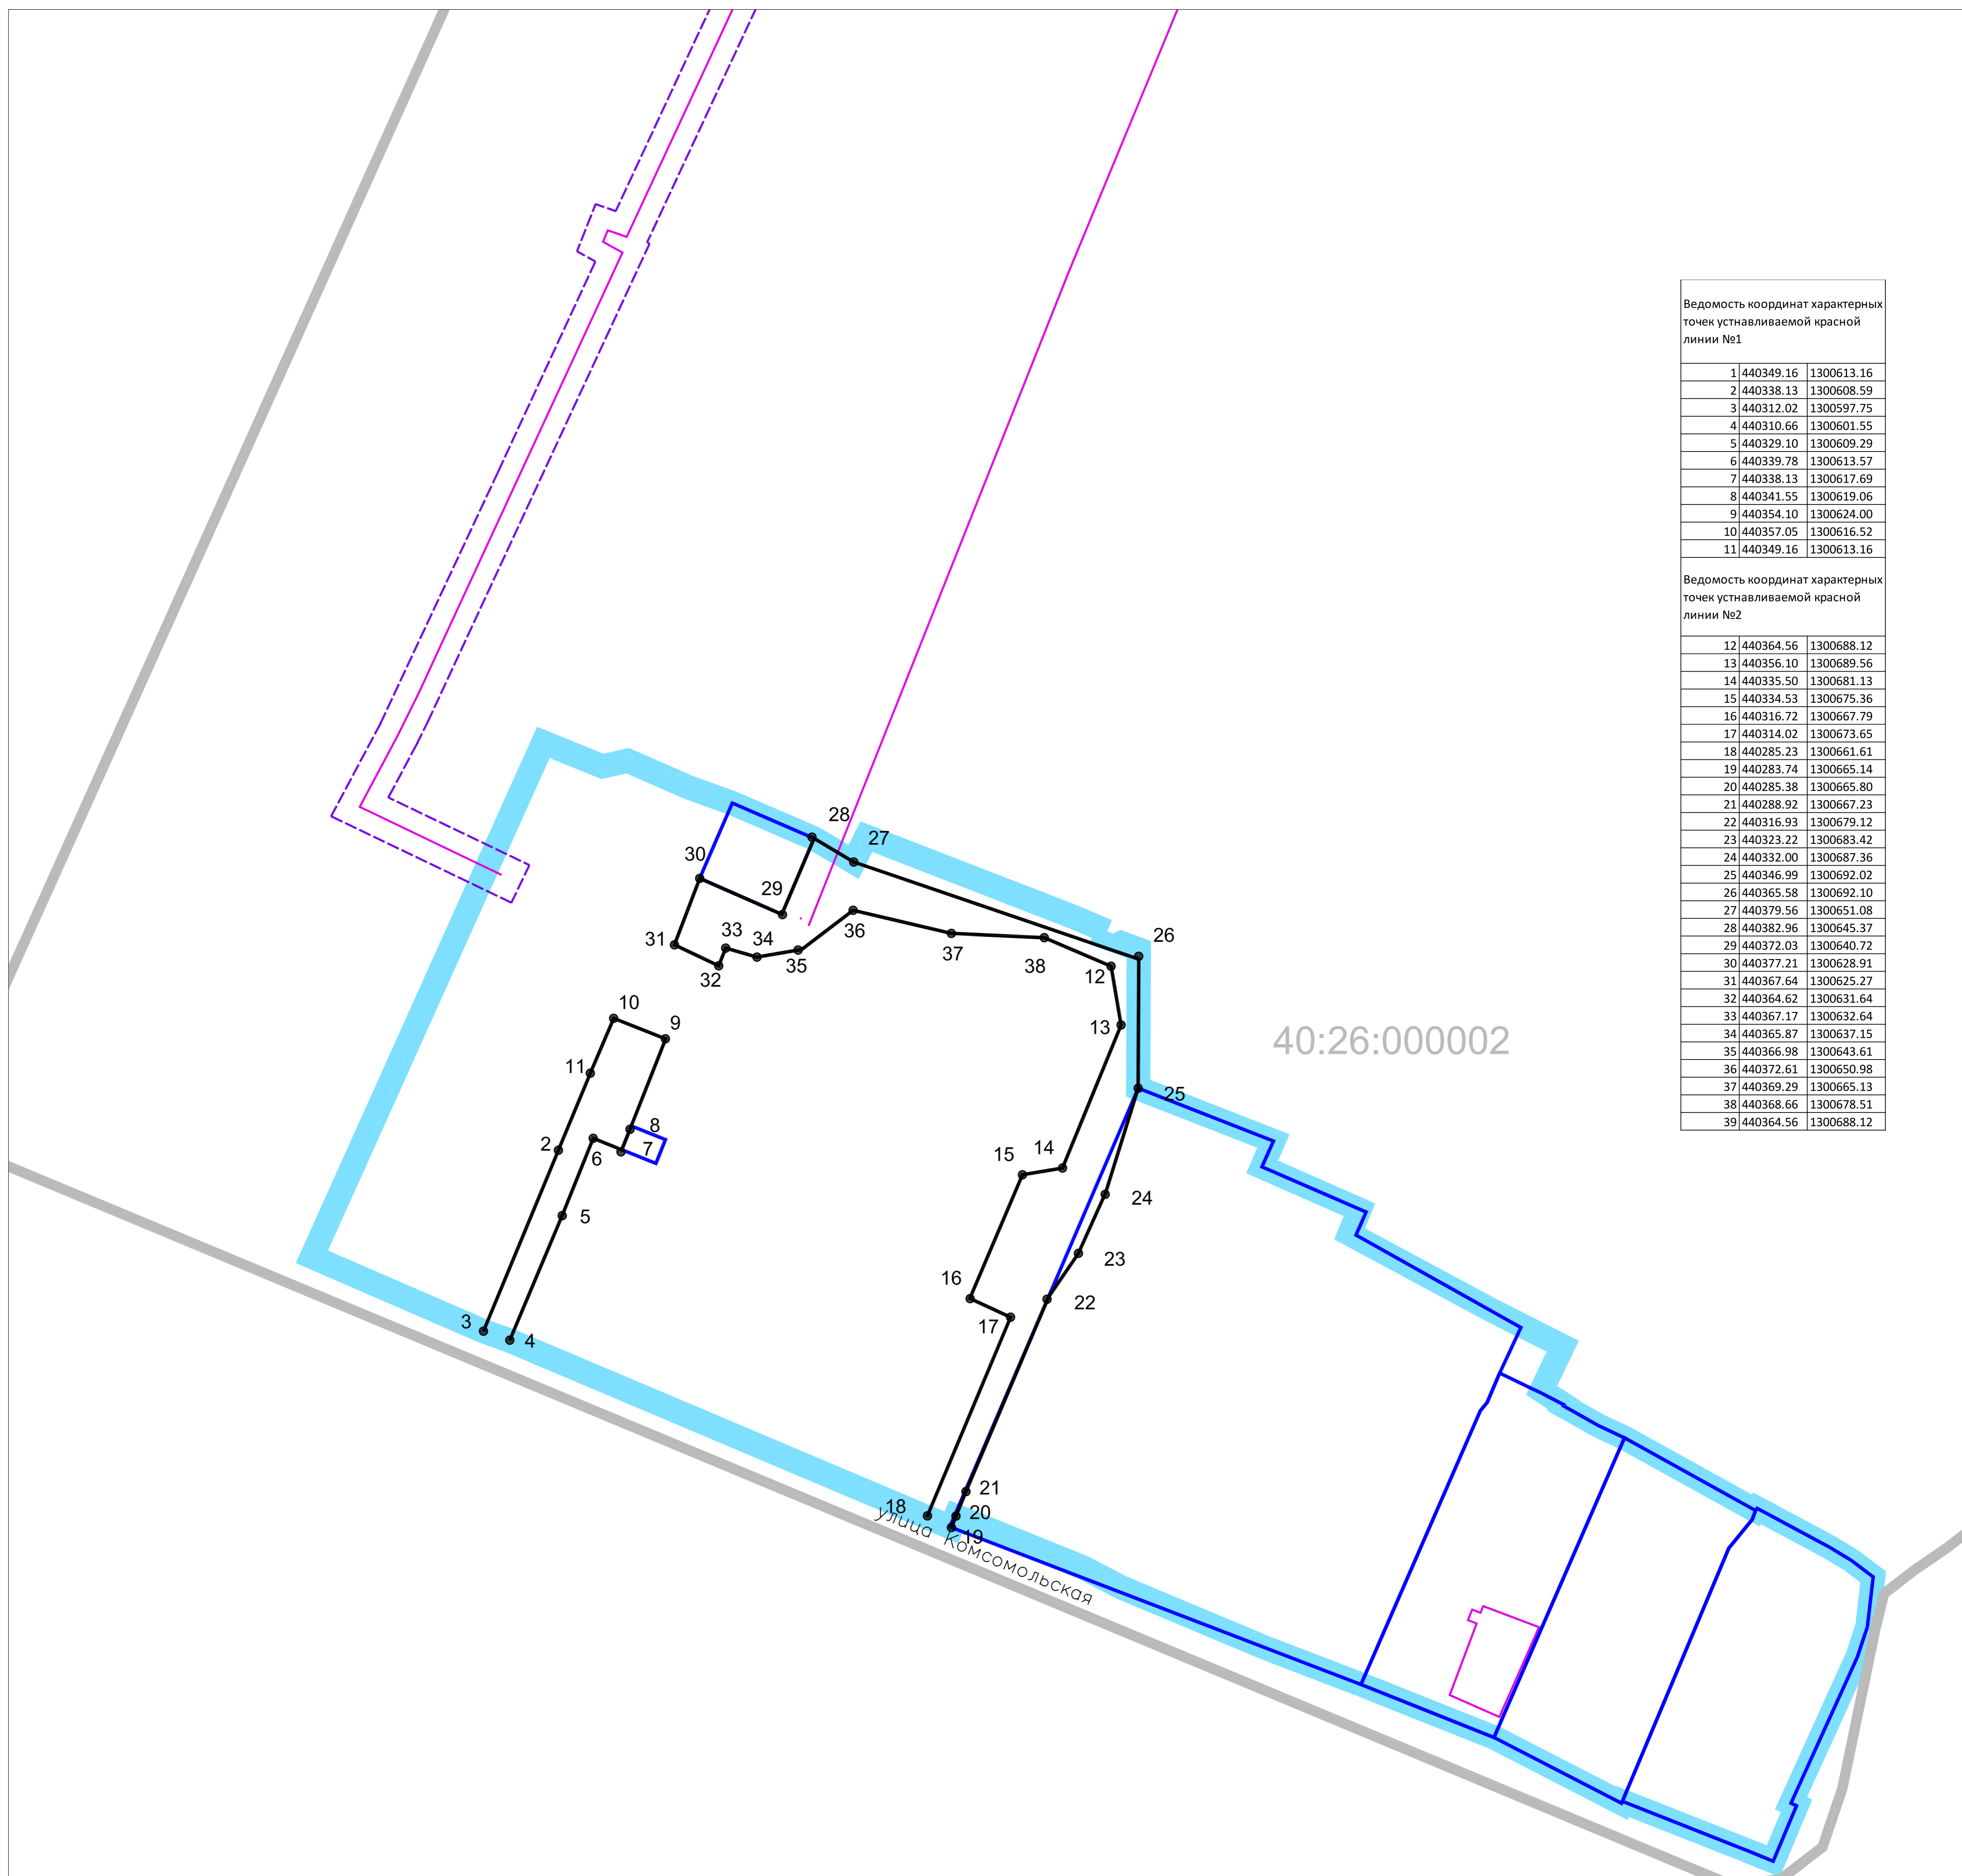 Ведомость координат характерных
точек устнавливаемой красной
линии №1
1 440349.16 1300613.16
2 440338.13 1300608.59
3 440312.02 1300597.75
4 440310.66 1300601.55
5 440329.10 1300609.29
6 440339.78 1300613.57
7 440338.13 1300617.69
8 440341.55 1300619.06
9 440354.10 1300624.00
10 440357.05 1300616.52
11 440349.16 1300613.16
Ведомость координат характерных
точек устнавливаемой красной
линии №2
12 440364.56 1300688.12
13 440356.10 1300689.56
14 440335.50 1300681.13
15 440334.53 1300675.36
16 440316.72 1300667.79
17 440314.02 1300673.65
18 440285.23 1300661.61
19 440283.74 1300665.14
20 440285.38 1300665.80
21 440288.92 1300667.23
22 440316.93 1300679.12
23 440323.22 1300683.42
24 440332.00 1300687.36
25 440346.99 1300692.02
26 440365.58 1300692.10
27 440379.56 1300651.08
28 440382.96 1300645.37
29 440372.03 1300640.72
30 440377.21 1300628.91
31 440367.64 1300625.27
32 440364.62 1300631.64
33 440367.17 1300632.64
34 440365.87 1300637.15
35 440366.98 1300643.61
36 440372.61 1300650.98
37 440369.29 1300665.13
38 440368.66 1300678.51
39 440364.56 1300688.12
28
27
30
29
36
33
31
34
35
26
37
38
32
12
10
9
13
40:26:000002
11
25
8
2
7
6
14
15
24
5
23
16
22
3
17
4
21
18
20
19
улица Комсомольская